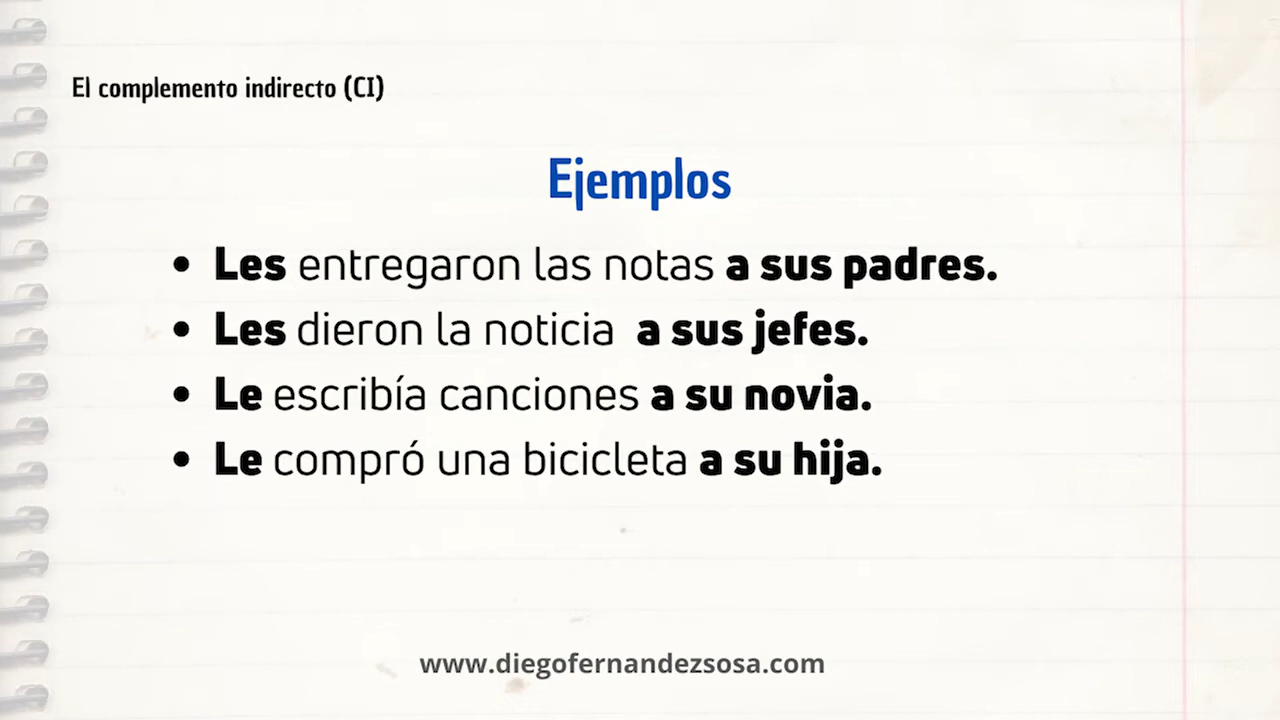 El complemento indirecto (CI)
Ejemplos
• Les entregaron las notas a sus padres.
• Les dieron la noticia a sus jefes.
• Le escribía canciones a su novia.
• Le compró una bicicleta a su hija.
www.diegofernandezsosa.com